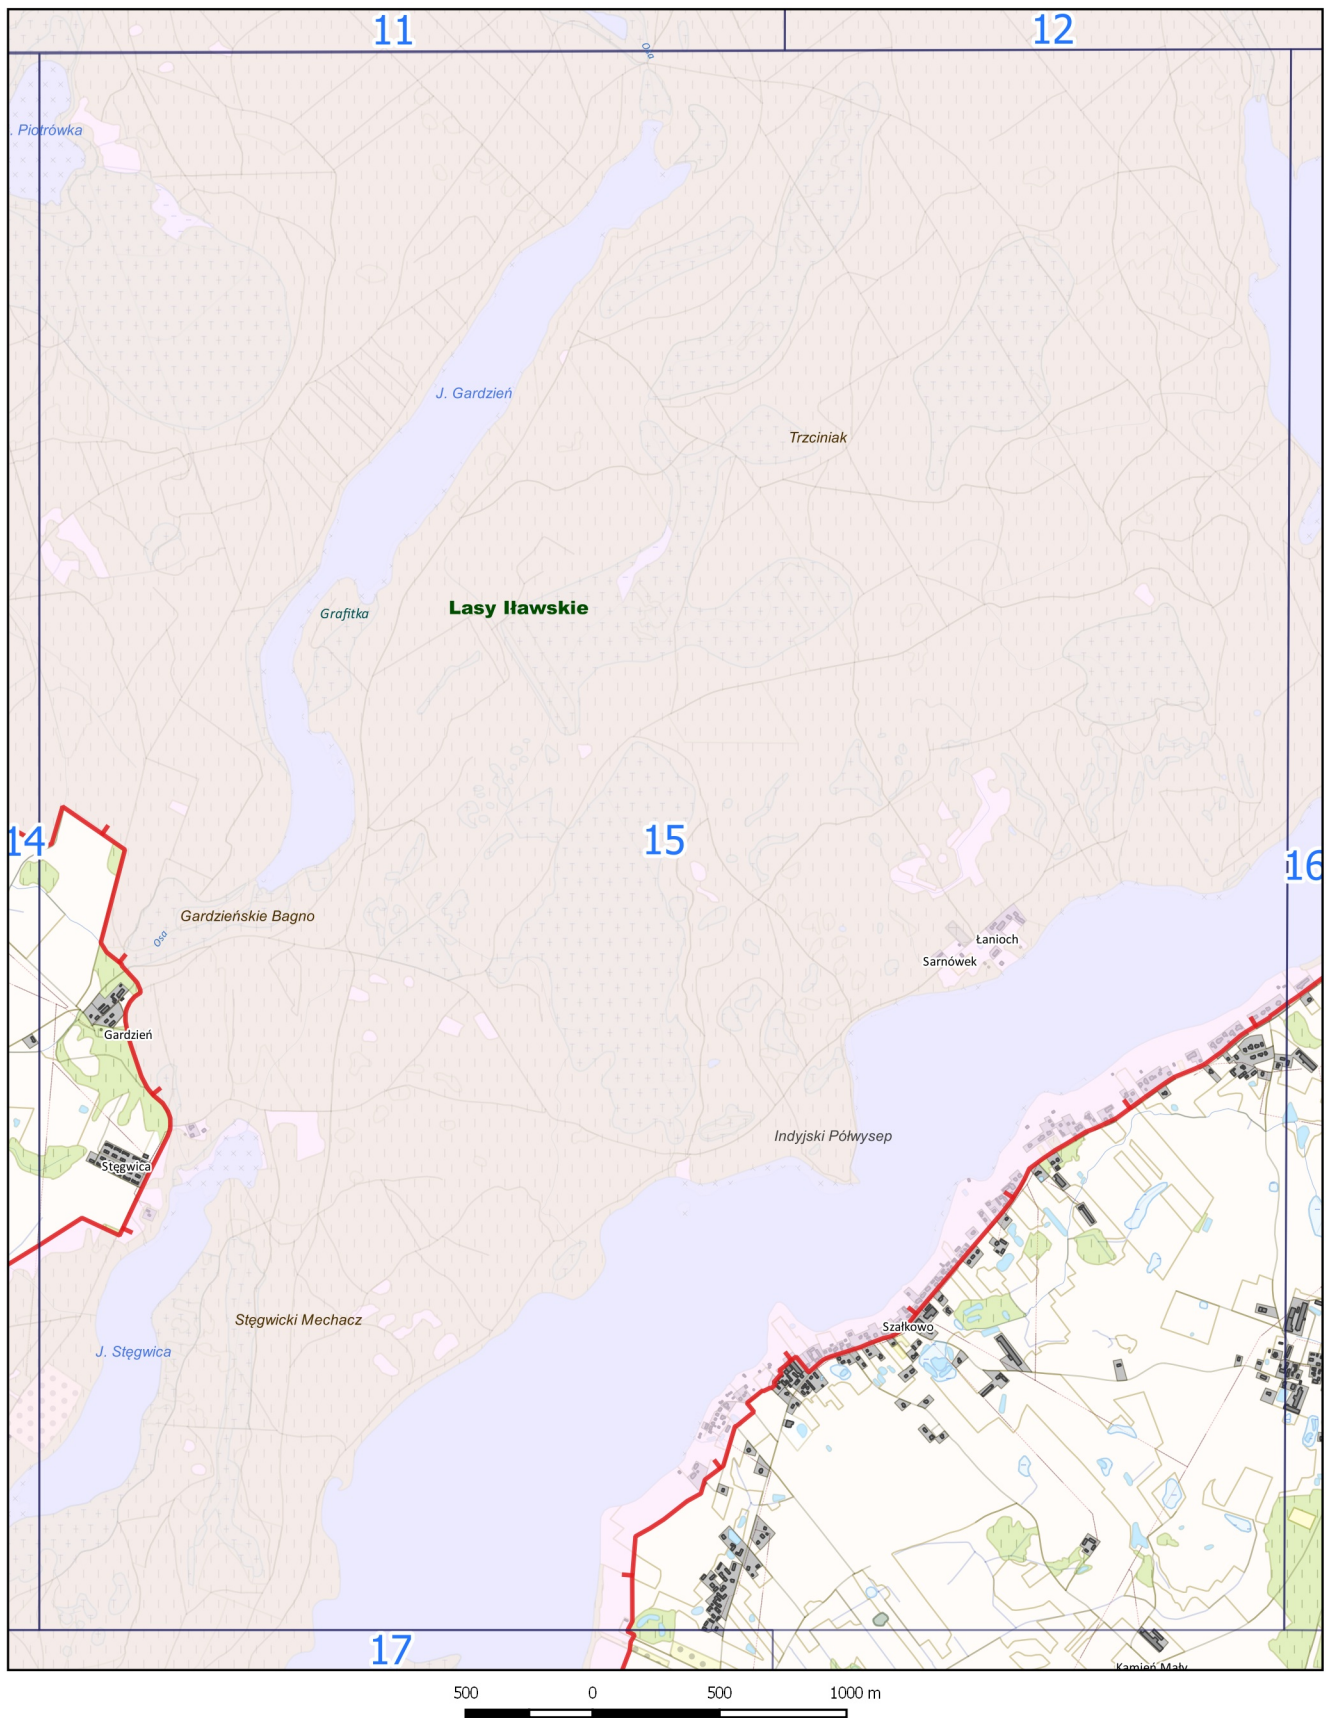 11
12
Osa
. Piotrówka
J. Gardzień
Trzciniak
Lasy Iławskie
Grafitka
14
15
16
Gardzieńskie Bagno
Osa
Łanioch
Sarnówek
Gardzień
Indyjski Półwysep
Stęgwica
Stęgwicki Mechacz
Szałkowo
J. Stęgwica
17
Kamień Mały
500
0
500
1000 m